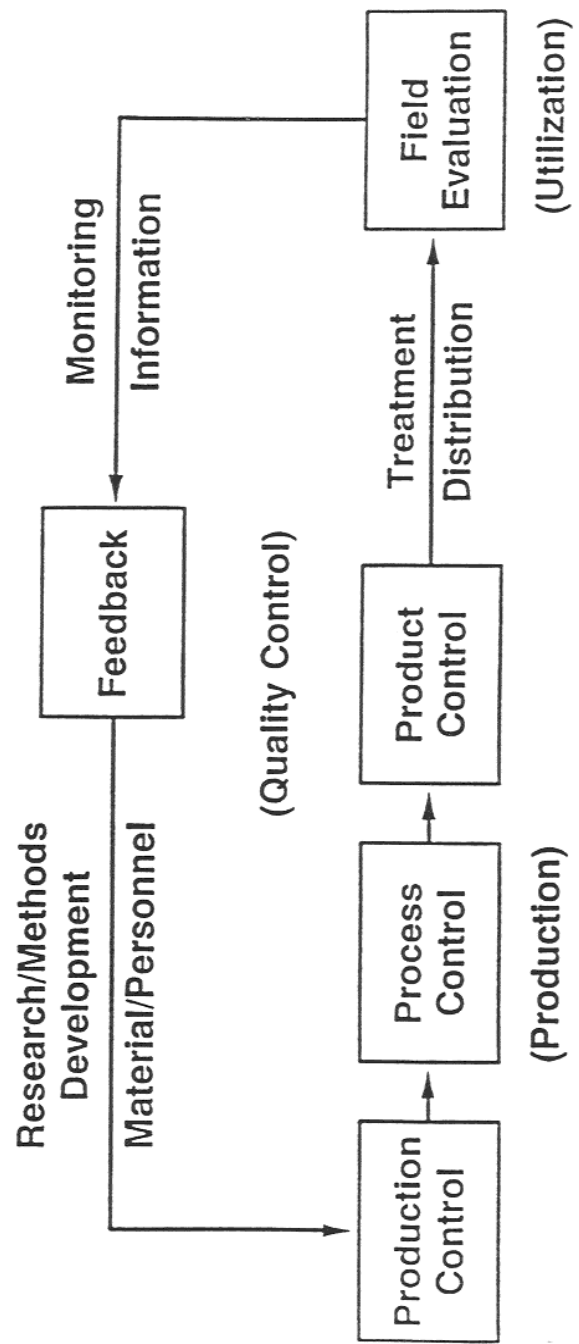 Research/Methods
Development
Material/Personnel
Feedback
Monitoring
Information
(Quality Control)
Production
Control
Process
Control
Product
Control
Treatment
Distribution
Field
Evaluation
(Production)
(Utilization)